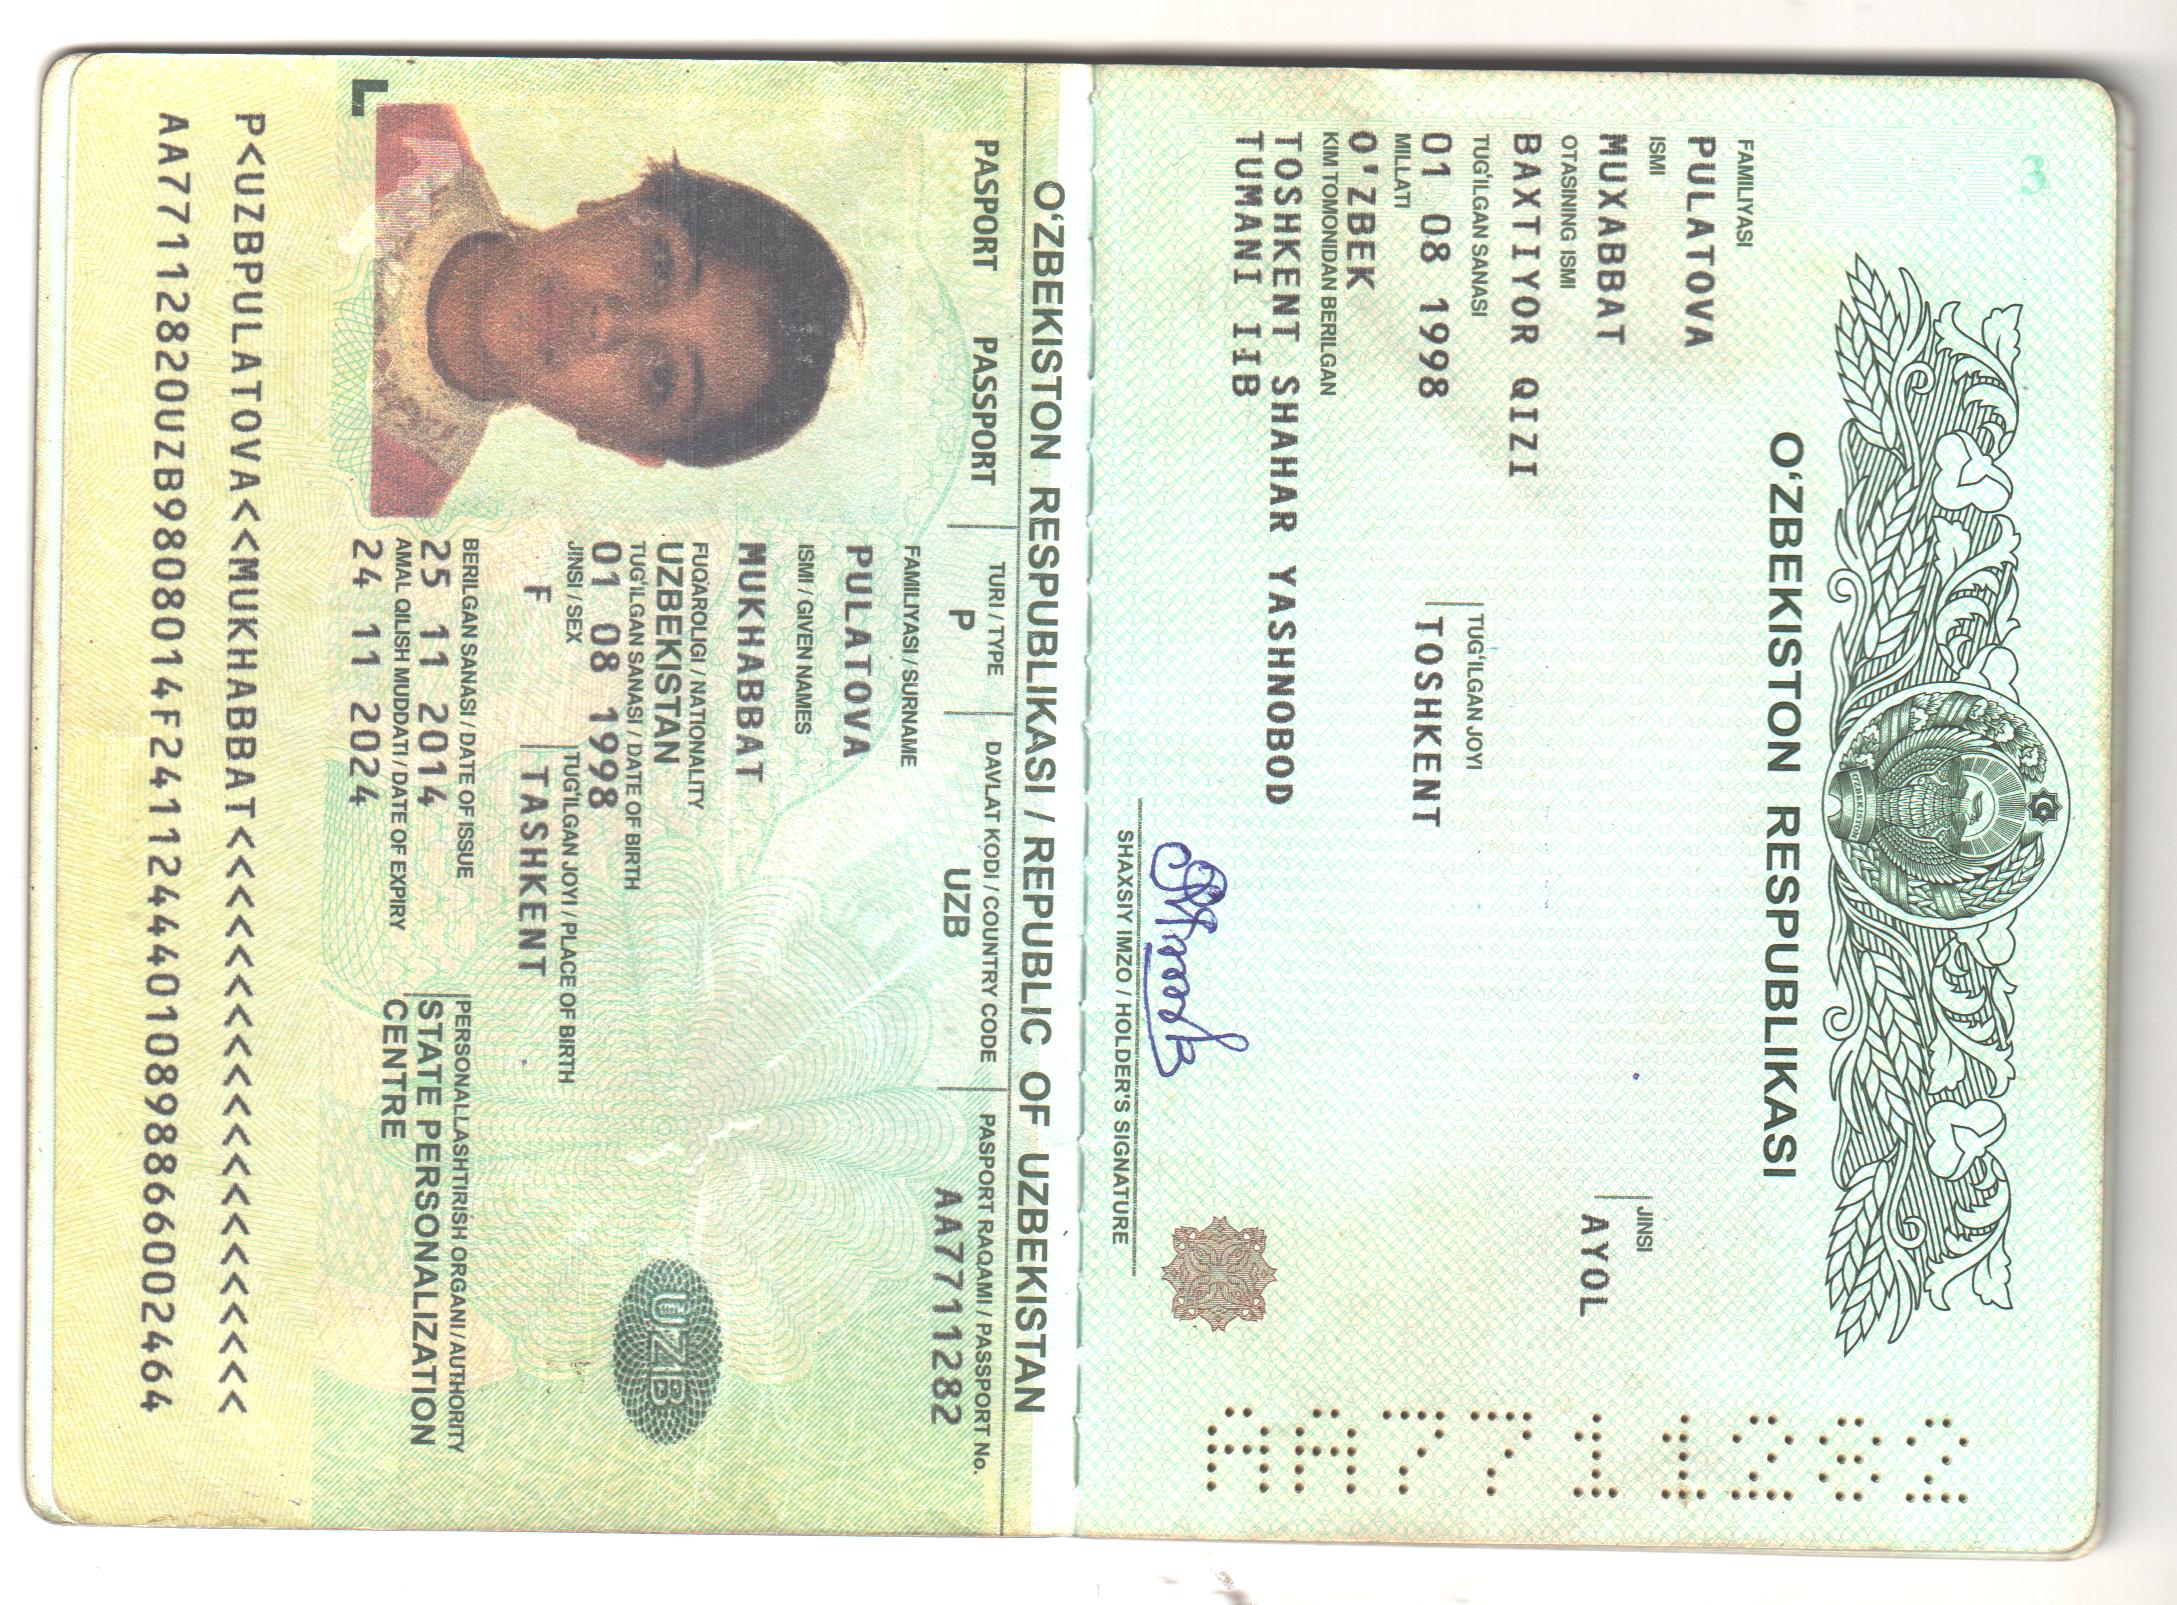 3
O‘ZBEKISTON RESPUBLIKASI
FAMILIYASI
PULATOVA
ISMI
MUXABBAT
JINSI
AYOL
OTASINING ISMI
BAXTIYOR QIZI
TUG‘ILGAN SANASI
01 08 1998
TUG‘ILGAN JOYI
TOSHKENT
MILLATI
O'ZBEK
KIM TOMONIDAN BERILGAN
TOSHKENT SHAHAR YASHNOBOD
TUMANI IIB
SHAXSIY IMZO / HOLDER'S SIGNATURE
AA7711282
O‘ZBEKISTON RESPUBLIKASI / REPUBLIC OF UZBEKISTAN
PASPORT PASSPORT
TURI / TYPE
P
DAVLAT KODI / COUNTRY CODE
UZB
PASPORT RAQAMI / PASSPORT No.
AA7711282
FAMILIYASI / SURNAME
PULATOVA
ISMI / GIVEN NAMES
MUKHABBAT
FUQAROLIGI / NATIONALITY
UZBEKISTAN
TUG‘ILGAN SANASI / DATE OF BIRTH
01 08 1998
JINSI / SEX
F
TUG‘ILGAN JOYI / PLACE OF BIRTH
TASHKENT
UZB
BERILGAN SANASI / DATE OF ISSUE
25 11 2014
PERSONALLASHTIRISH ORGANI / AUTHORITY
STATE PERSONALIZATION
CENTRE
AMAL QILISH MUDDATI / DATE OF EXPIRY
24 11 2024
P<UZBPULATOVA<<MUKHABBAT<<<<<<<<<<<<<<<<<<<<
AA77112820UZB9808014F24112444010898866002464